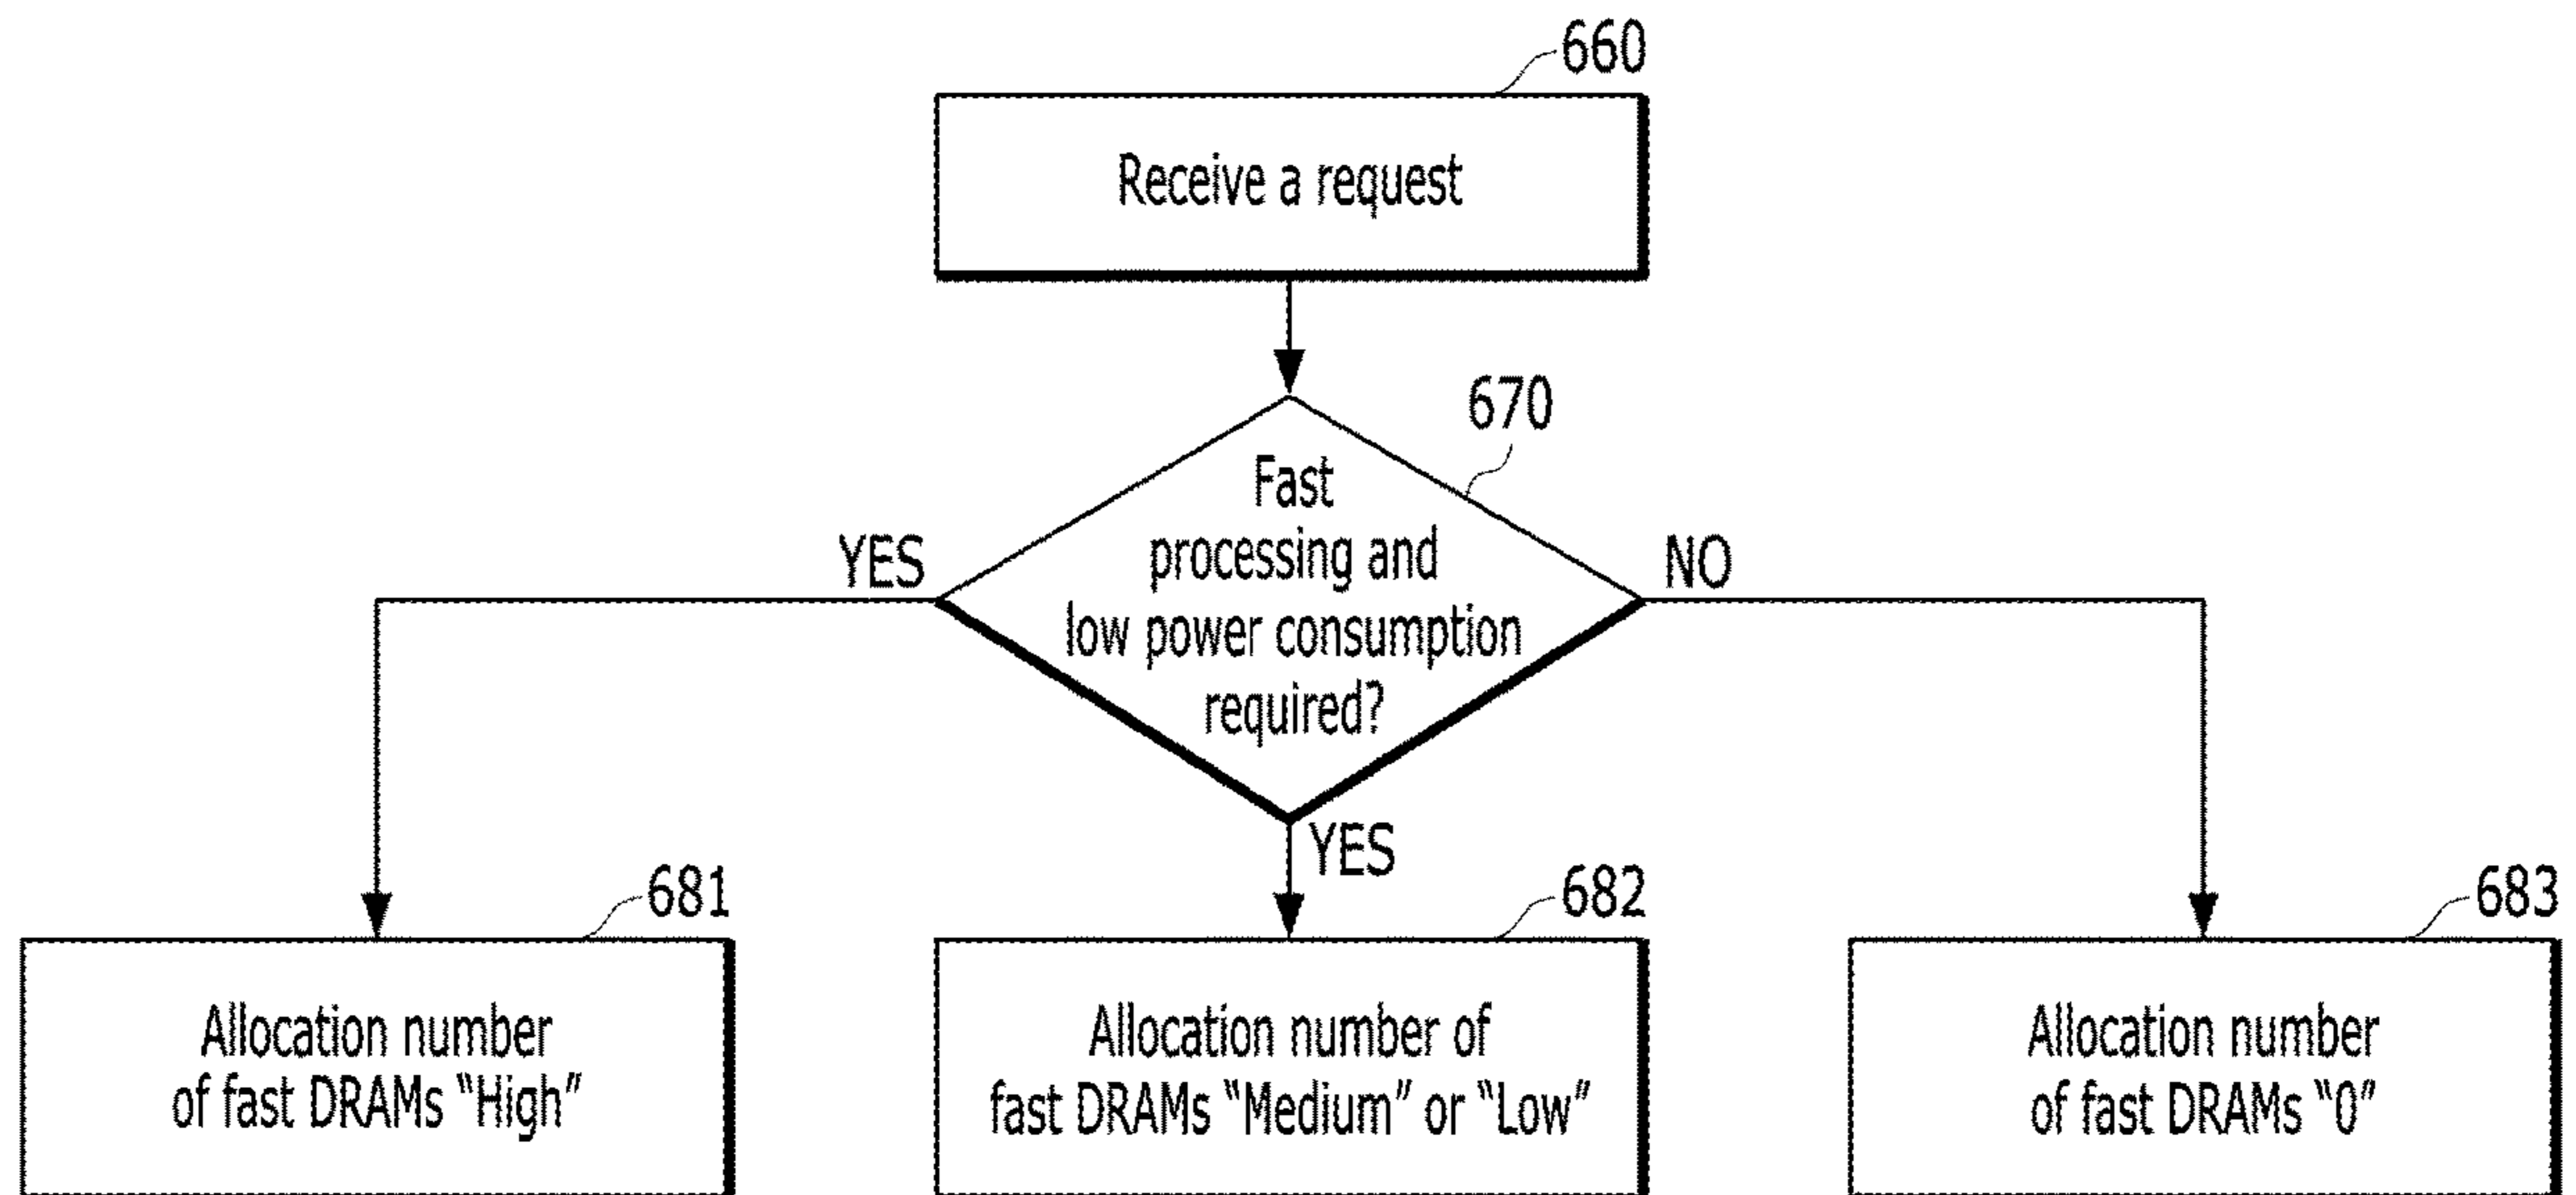 660
Receive a request
670
Fast
processing and
low power consumption
required?
YES
NO
YES
681
682
683
Allocation number
of fast DRAMs “High”
Allocation number of
fast DRAMs “Medium” or “Low”
Allocation number
of fast DRAMs “0”